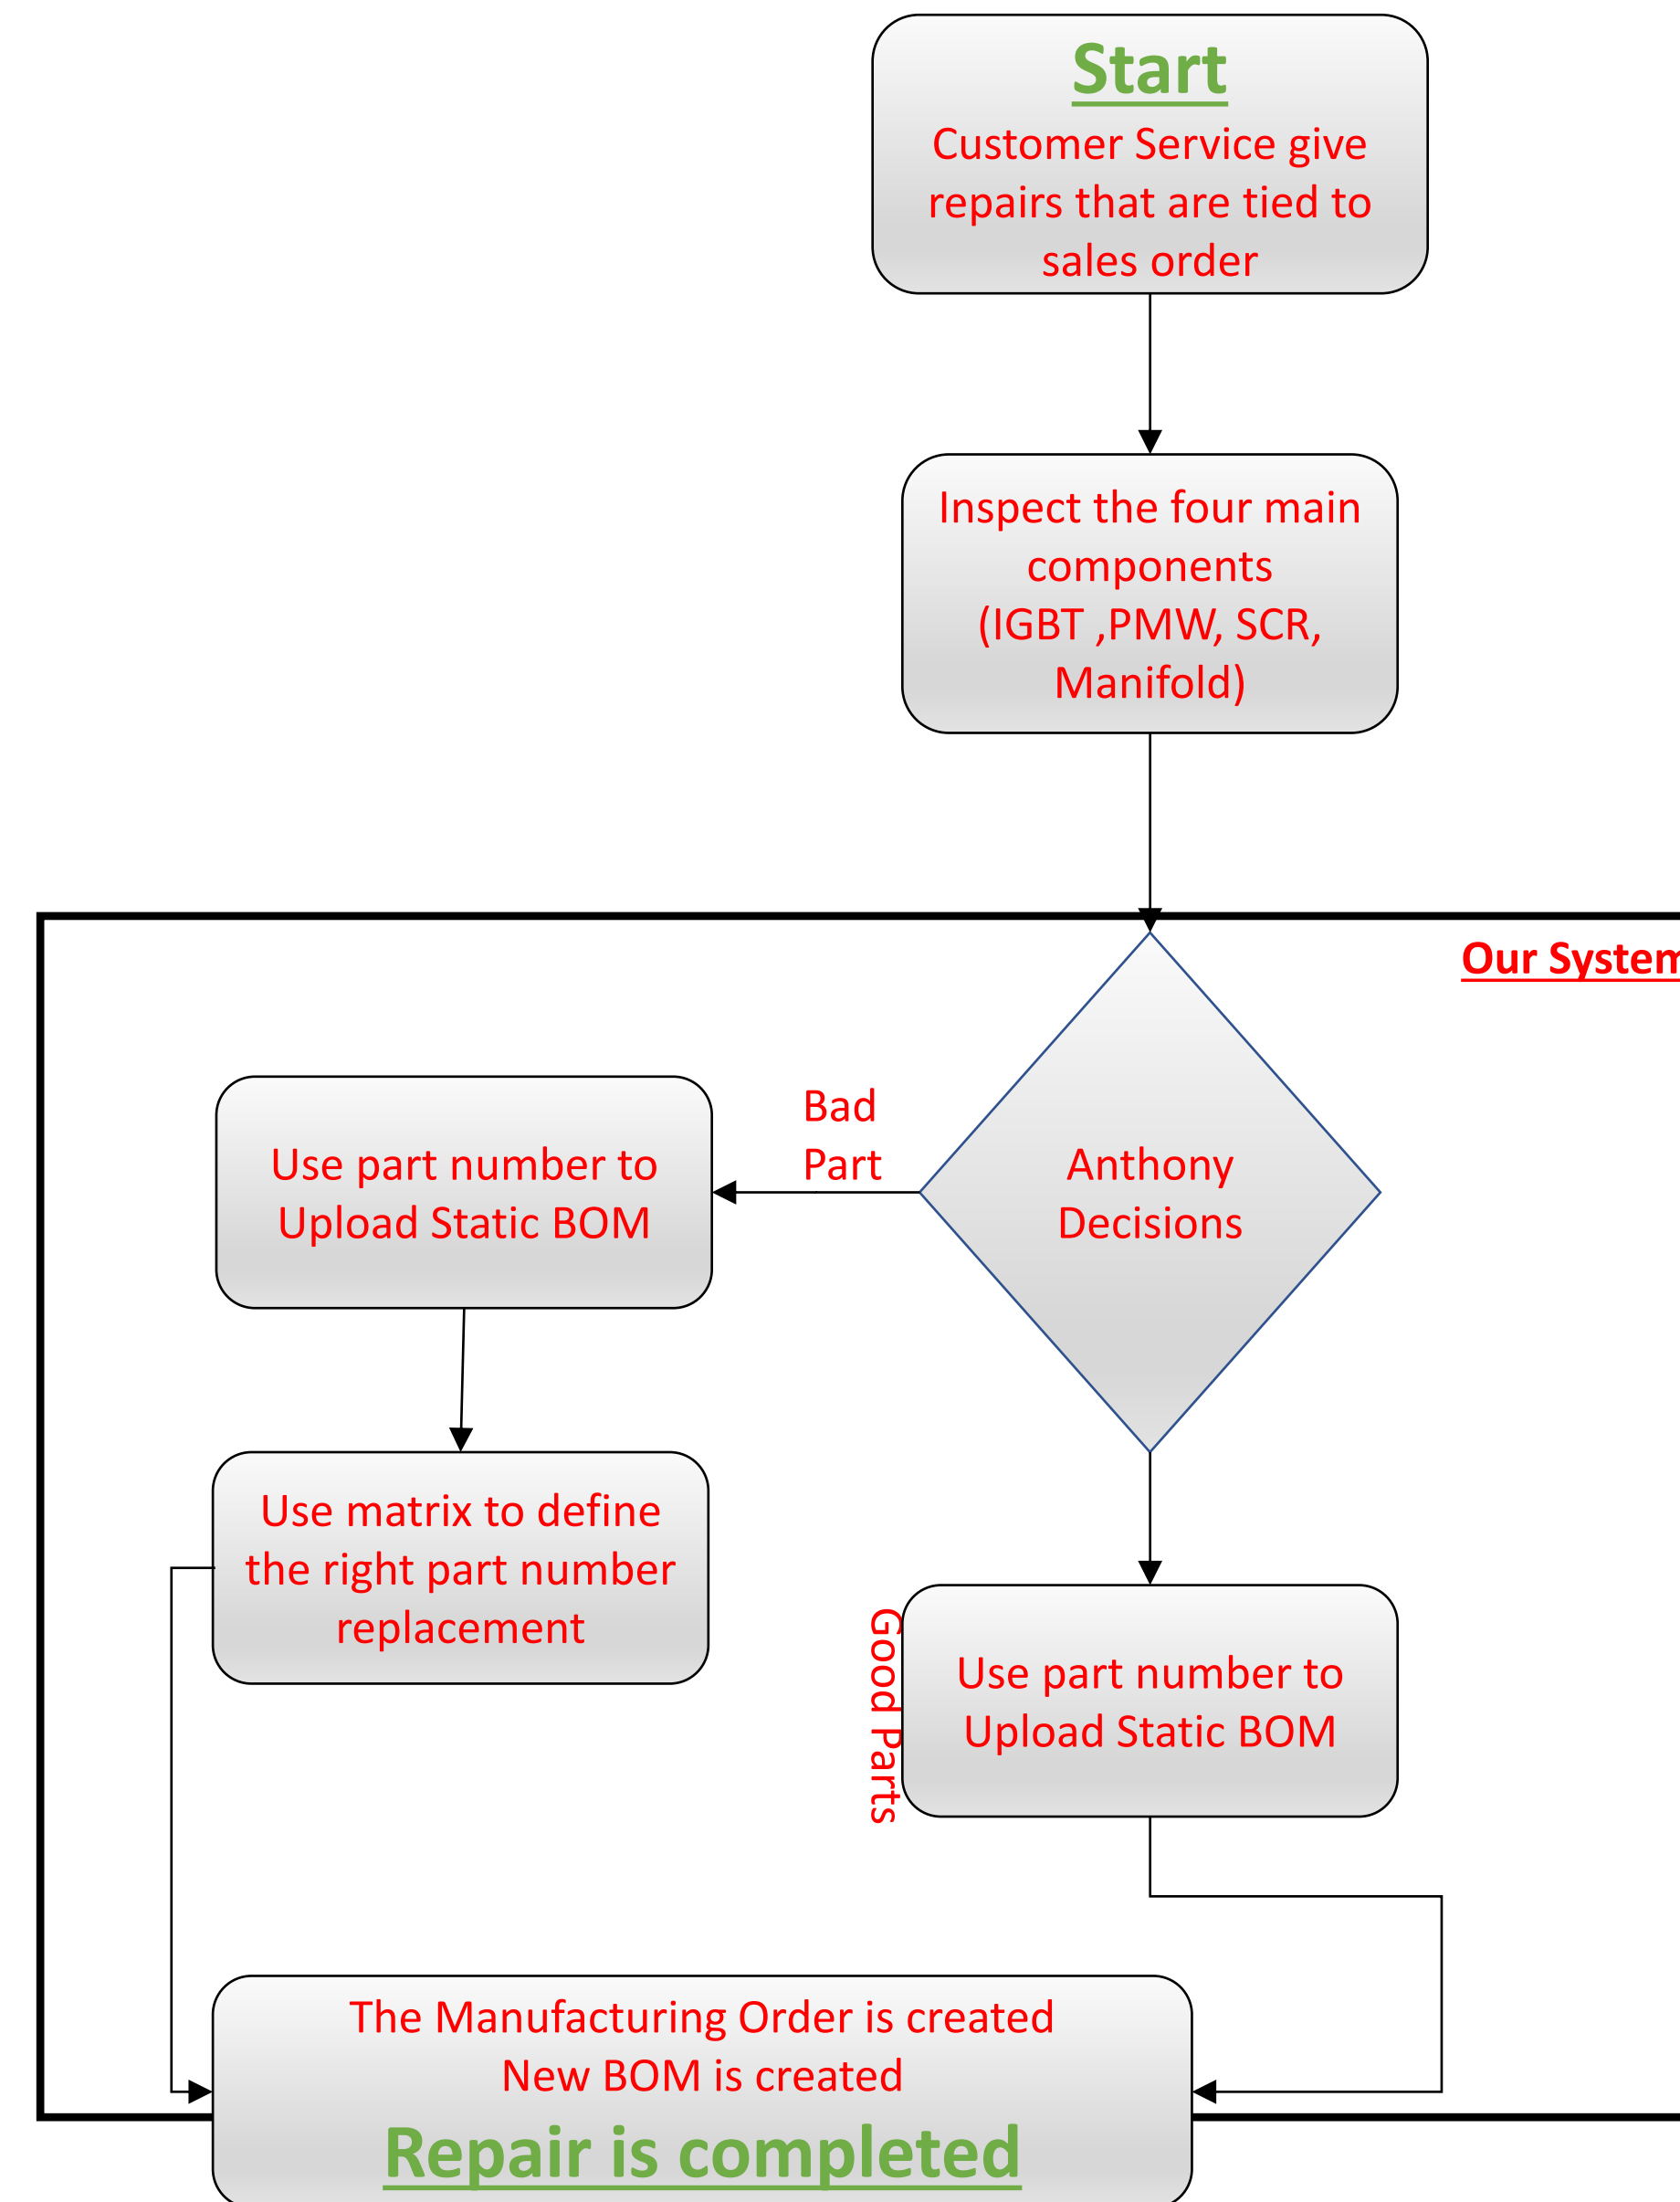 Start
Customer Service give
repairs that are tied to
sales order
Inspect the four main
components
(IGBT ,PMW, SCR,
Manifold)
Our System
Bad
Part
Use part number to
Upload Static BOM
Anthony
Decisions
Use matrix to define
the right part number
replacement
Good Parts
Use part number to
Upload Static BOM
The Manufacturing Order is created
New BOM is created
Repair is completed